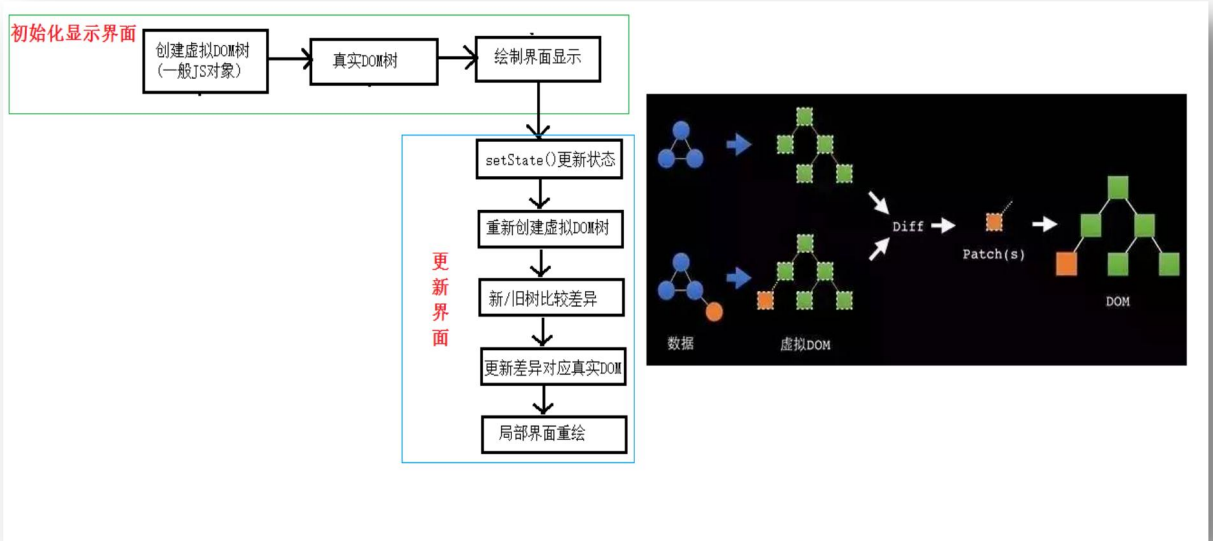 初始化显示界面
创建虚拟DOM树
(一般JS对象)
真实DOM树
绘制界面显示
setState()更新状态
重新创建虚拟DOM树
新/旧树比较差异
更新差异对应真实DOM
局部界面重绘
更
新
界
面
Diff
Patch(s)
DOM
数据
虚拟DOM